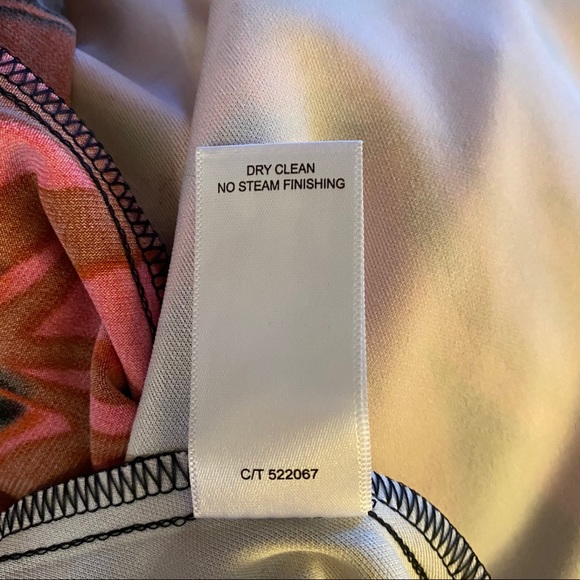 DRY CLEAN
NO STEAM FINISHING
C/T 522067